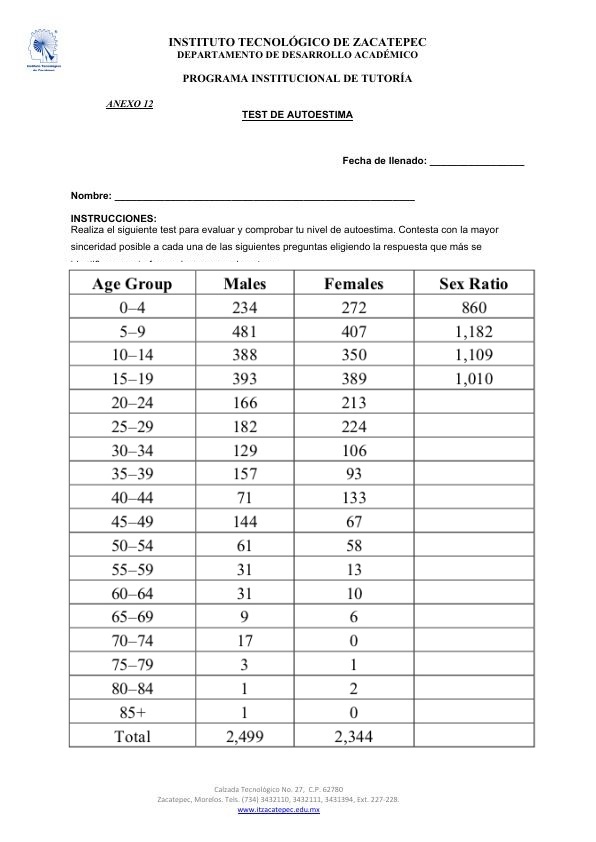 INSTITUTO TECNOLÓGICO DE ZACATEPEC
DEPARTAMENTO DE DESARROLLO ACADÉMICO
PROGRAMA INSTITUCIONAL DE TUTORÍA
ANEXO 12
TEST DE AUTOESTIMA
Fecha de llenado: _________________
Nombre: ______________________________________________________
INSTRUCCIONES:
Realiza el siguiente test para evaluar y comprobar tu nivel de autoestima. Contesta con la mayor
sinceridad posible a cada una de las siguientes preguntas eligiendo la respuesta que más se
Age Group Males Females Sex Ratio
0–4 234 272 860
5–9 481 407 1,182
10–14 388 350 1,109
15–19 393 389 1,010
20–24 166 213
25–29 182 224
30–34 129 106
35–39 157 93
40–44 71 133
45–49 144 67
50–54 61 58
55–59 31 13
60–64 31 10
65–69 9 6
70–74 17 0
75–79 3 1
80–84 1 2
85+ 1 0
Total 2,499 2,344
Calzada Tecnológico No. 27, C.P. 62780
Zacatepec, Morelos. Tels. (734) 3432110, 3432111, 3431394, Ext. 227-228.
www.itzacatepec.edu.mx